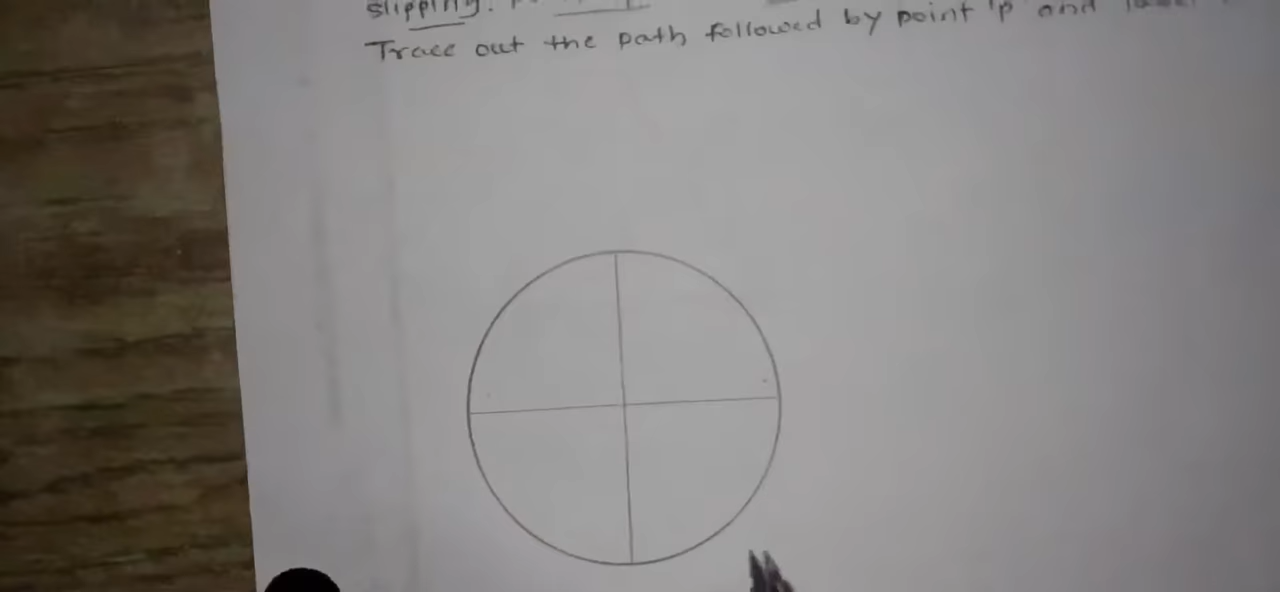 slipping.
Trace out the path followed by point 'p and